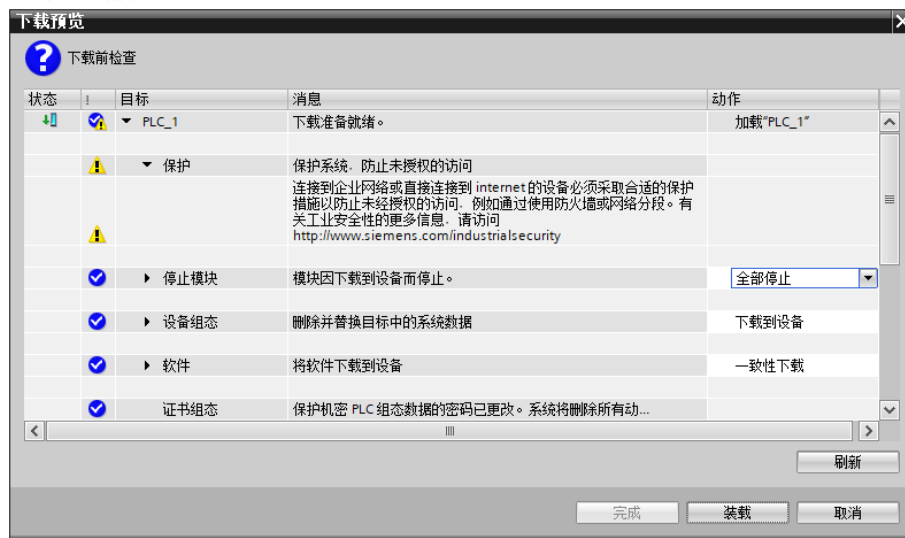 下载预览
下载前检查
状态 ! 目标 消息 动作
PLC_1 下载准备就绪。 加载“PLC_1”
保护 保护系统，防止未授权的访问
连接到企业网络或直接连接到 internet 的设备必须采取合适的保护
措施以防止未经授权的访问，例如通过使用防火墙或网络分段。有
关工业安全性的更多信息，请访问
http://www.siemens.com/industrialsecurity
停止模块 模块因下载到设备而停止。 全部停止
设备组态 删除并替换目标中的系统数据 下载到设备
软件 将软件下载到设备 一致性下载
证书组态 保护机密 PLC 组态数据的密码已更改。系统将删除所有动...
刷新
完成 装载 取消